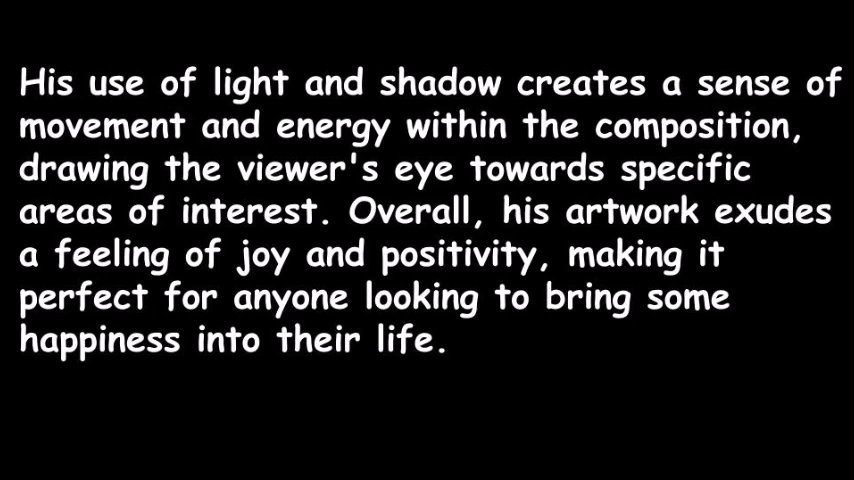 His use of light and shadow creates a sense of
movement and energy within the composition,
drawing the viewer's eye towards specific
areas of interest. Overall, his artwork exudes
a feeling of joy and positivity, making it
perfect for anyone looking to bring some
happiness into their life.